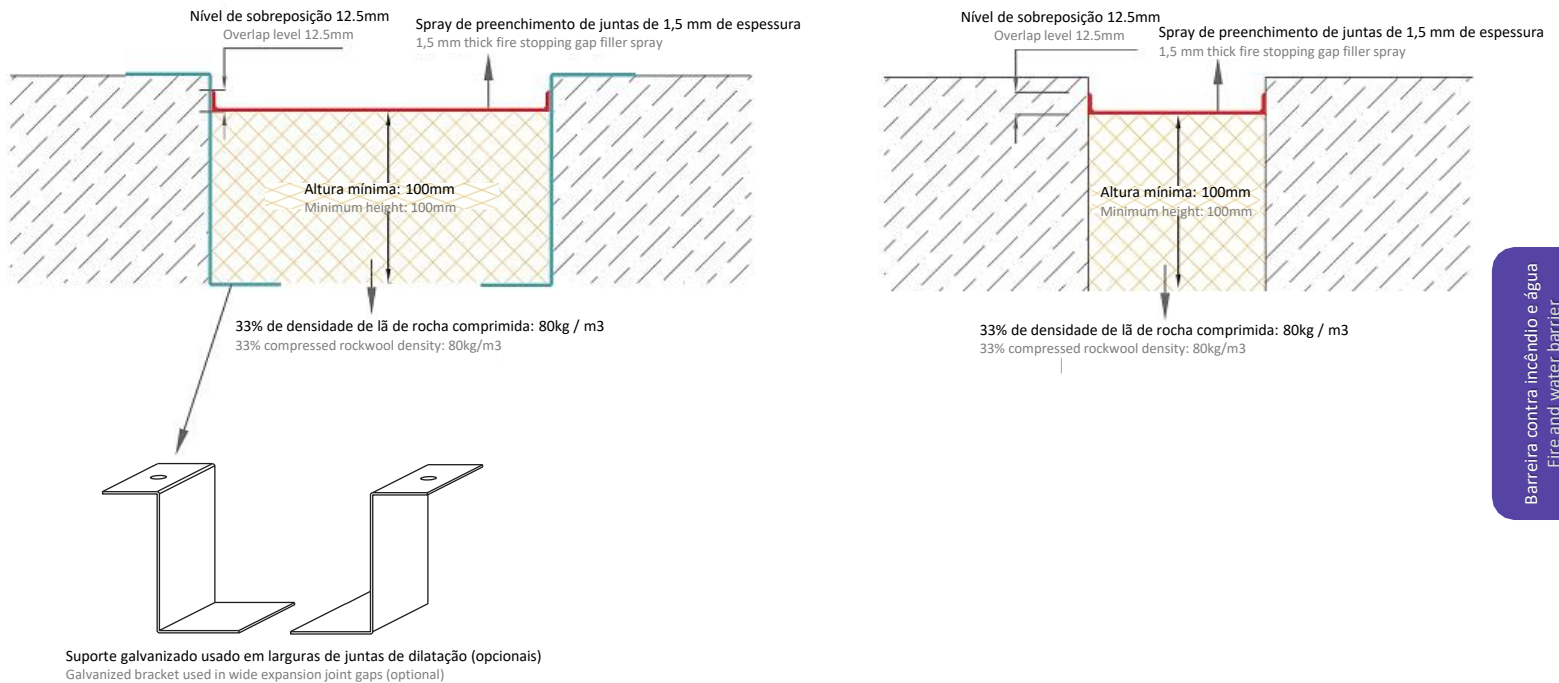 Nível de sobreposição 12.5mm
Overlap level 12.5mm
Spray de preenchimento de juntas de 1,5 mm de espessura
1,5 mm thick fire stopping gap filler spray
Altura mínima: 100mm
Minimum height: 100mm
33% de densidade de lã de rocha comprimida: 80kg / m3
33% compressed rockwool density: 80kg/m3
Suporte galvanizado usado em larguras de juntas de dilatação (opcionais)
Galvanized bracket used in wide expansion joint gaps (optional)
Nível de sobreposição 12.5mm
Overlap level 12.5mm
Spray de preenchimento de juntas de 1,5 mm de espessura
1,5 mm thick fire stopping gap filler spray
Altura mínima: 100mm
Minimum height: 100mm
33% de densidade de lã de rocha comprimida: 80kg / m3
33% compressed rockwool density: 80kg/m3
Barreira contra incêndio e água
Fire and water barrier